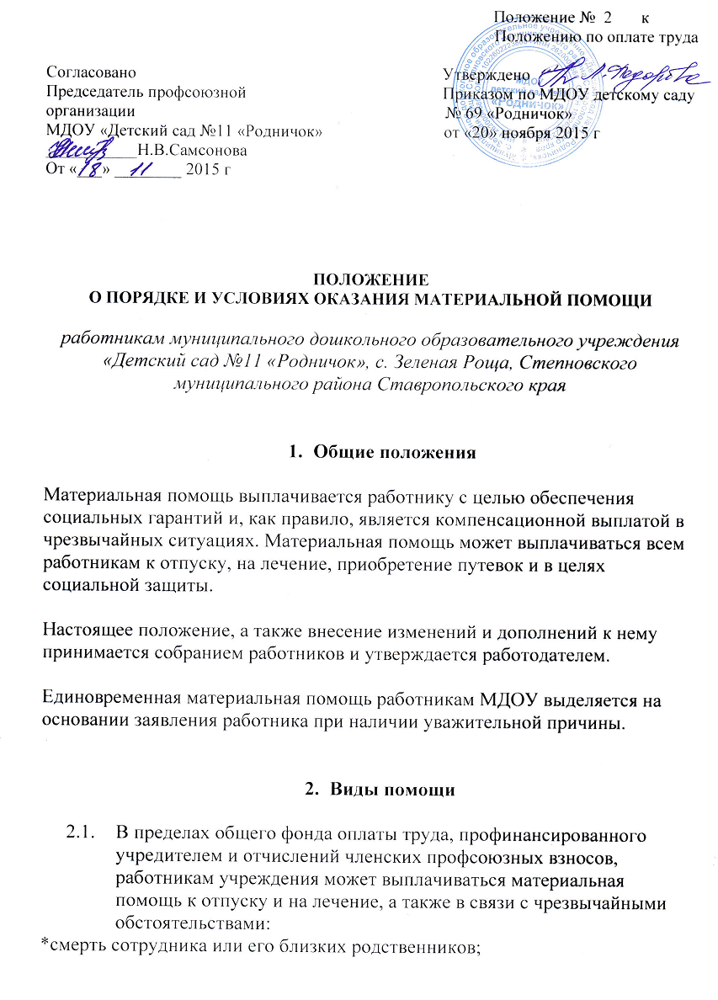 Положение № 2 к
Положению по оплате труда
Согласовано
Председатель профсоюзной
организации
МДОУ «Детский сад №11 «Родничок»
____________Н.В.Самсонова
От «18» ___11____ 2015 г
Утверждено
Приказом по МДОУ детскому саду
№ 69 «Родничок»
от «20» ноября 2015 г
МДОУ
«РОДНИЧОК»
ПОЛОЖЕНИЕ
О ПОРЯДКЕ И УСЛОВИЯХ ОКАЗАНИЯ МАТЕРИАЛЬНОЙ ПОМОЩИ
работникам муниципального дошкольного образовательного учреждения
«Детский сад №11 «Родничок», с. Зеленая Роща, Степновского
муниципального района Ставропольского края
1. Общие положения
Материальная помощь выплачивается работнику с целью обеспечения
социальных гарантий и, как правило, является компенсационной выплатой в
чрезвычайных ситуациях. Материальная помощь может выплачиваться всем
работникам к отпуску, на лечение, приобретение путевок и в целях
социальной защиты.
Настоящее положение, а также внесение изменений и дополнений к нему
принимается собранием работников и утверждается работодателем.
Единовременная материальная помощь работникам МДОУ выделяется на
основании заявления работника при наличии уважительной причины.
2. Виды помощи
2.1. В пределах общего фонда оплаты труда, профинансированного
учредителем и отчислений членских профсоюзных взносов,
работникам учреждения может выплачиваться материальная
помощь к отпуску и на лечение, а также в связи с чрезвычайными
обстоятельствами:
*смерть сотрудника или его близких родственников;